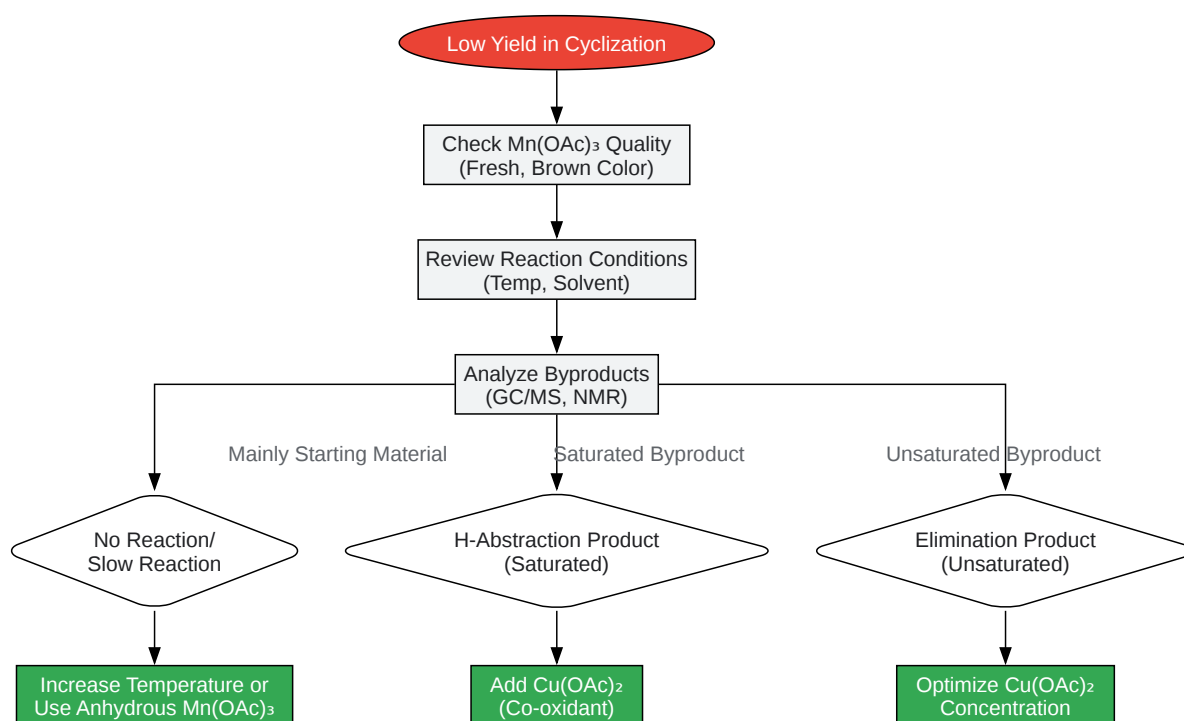 Low Yield in Cyclization
Check Mn(OAc)₃ Quality
(Fresh, Brown Color)
Review Reaction Conditions
(Temp, Solvent)
Analyze Byproducts
(GC/MS, NMR)
Mainly Starting Material
Saturated Byproduct
Unsaturated Byproduct
No Reaction/
Slow Reaction
H-Abstraction Product
(Saturated)
Elimination Product
(Unsaturated)
Increase Temperature or
Use Anhydrous Mn(OAc)₃
Add Cu(OAc)₂
(Co-oxidant)
Optimize Cu(OAc)₂
Concentration